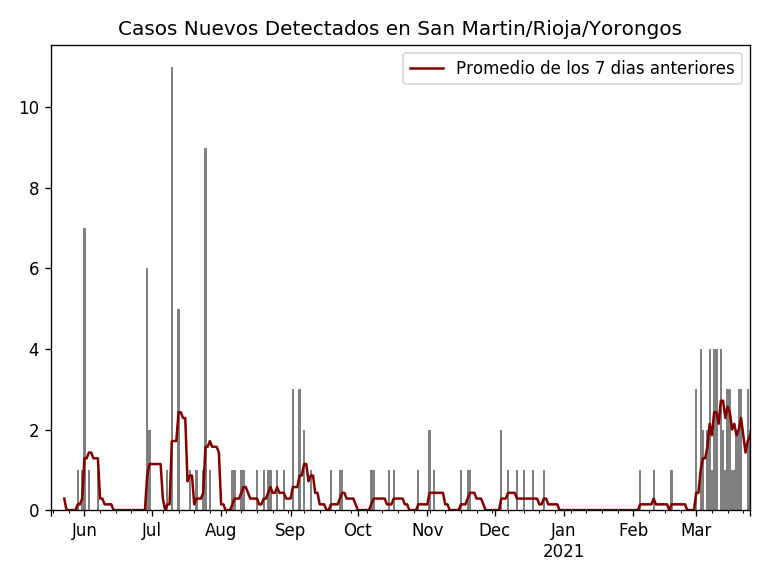 Casos Nuevos Detectados en San Martin/Rioja/Yorongos
Promedio de los 7 dias anteriores
10
8
6
4
2
0
Jun Jul Aug Sep Oct Nov Dec Jan Feb Mar
2021